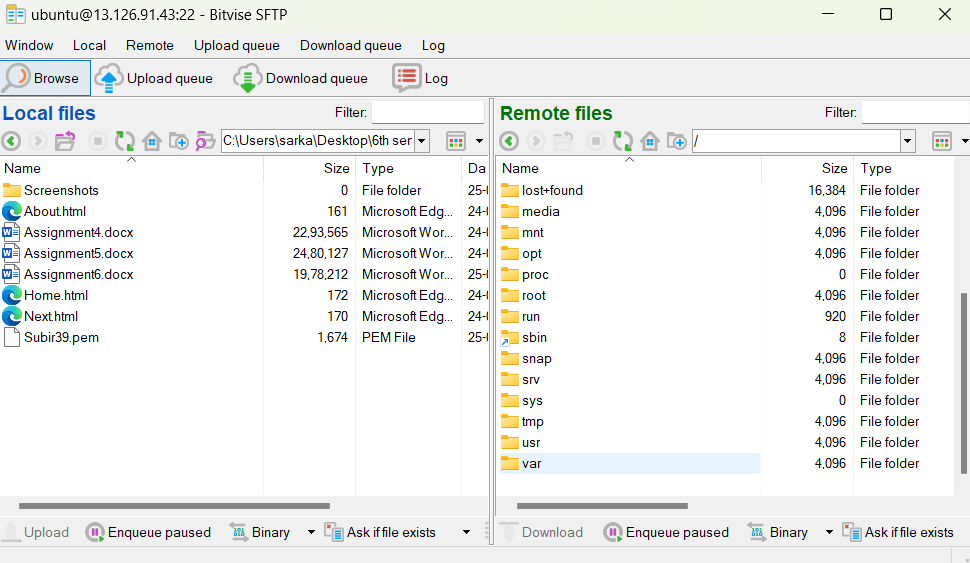 ubuntu@13.126.91.43:22 - Bitvise SFTP
Window Local Remote Upload queue Download queue Log
Browse Upload queue Download queue Log
Local files Filter:
C:\Users\sarka\Desktop\6th ser
Name Size Type Da
Screenshots 0 File folder 25-0
About.html 161 Microsoft Edg... 24-0
Assignment4.docx 22,93,565 Microsoft Wor... 24-0
Assignment5.docx 24,80,127 Microsoft Wor... 24-0
Assignment6.docx 19,78,212 Microsoft Wor... 25-0
Home.html 172 Microsoft Edg... 24-0
Next.html 170 Microsoft Edg... 24-0
Subir39.pem 1,674 PEM File 25-0
Upload Enqueue paused Binary Ask if file exists
Remote files Filter:
/
Name Size Type
lost+found 16,384 File folder
media 4,096 File folder
mnt 4,096 File folder
opt 4,096 File folder
proc 0 File folder
root 4,096 File folder
run 920 File folder
sbin 8 File folder
snap 4,096 File folder
srv 4,096 File folder
sys 0 File folder
tmp 4,096 File folder
usr 4,096 File folder
var 4,096 File folder
Download Enqueue paused Binary Ask if file exists